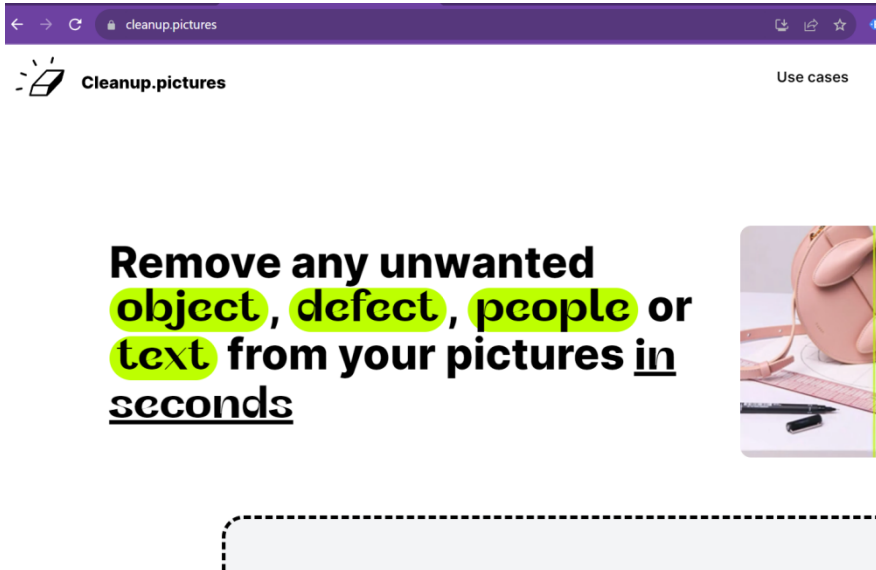 cleanup.pictures
Cleanup.pictures
Use cases
Remove any unwanted
object, defect, people or
text from your pictures in
seconds